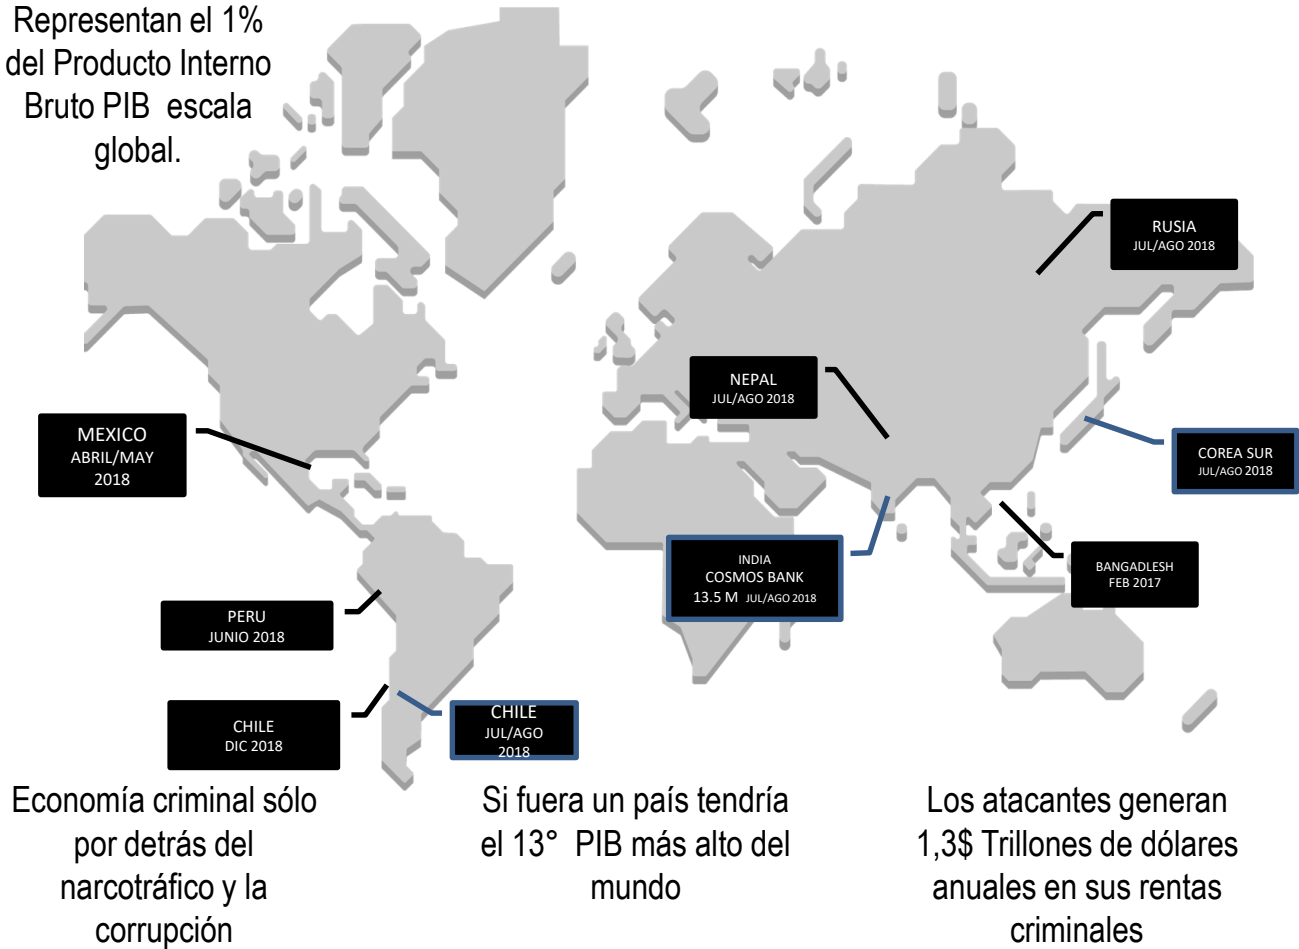 Representan el 1%
del Producto Interno
Bruto PIB escala
global.
RUSIA
JUL/AGO 2018
NEPAL
JUL/AGO 2018
MEXICO
ABRIL/MAY
2018
COREA SUR
JUL/AGO 2018
INDIA
COSMOS BANK
13.5 M JUL/AGO 2018
BANGADLESH
FEB 2017
PERU
JUNIO 2018
CHILE
DIC 2018
CHILE
JUL/AGO
2018
Economía criminal sólo
por detrás del
narcotráfico y la
corrupción
Si fuera un país tendría
el 13° PIB más alto del
mundo
Los atacantes generan
1,3$ Trillones de dólares
anuales en sus rentas
criminales